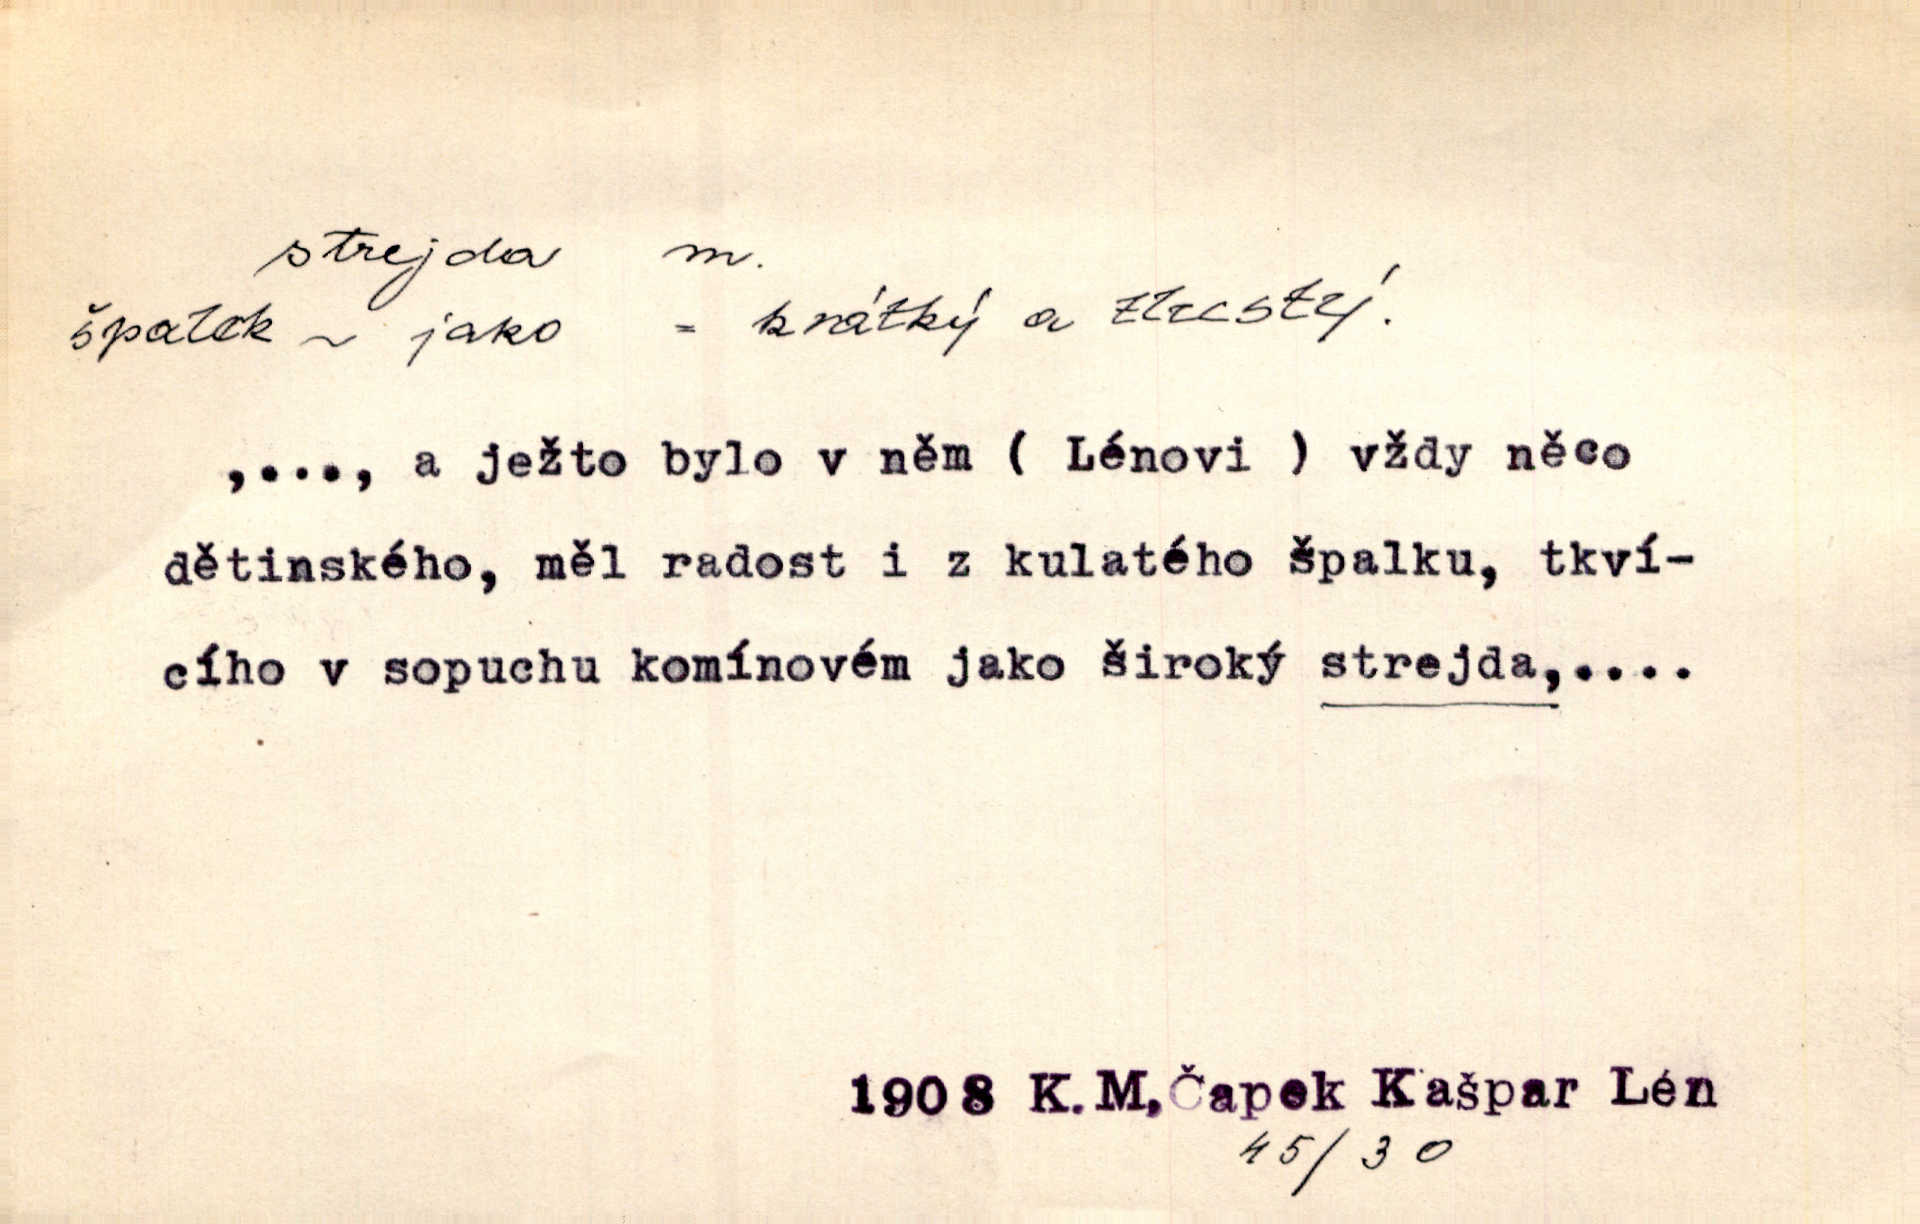 strejda m.
špalek ~ jako = krátký a tlustý.
,..., a ježto bylo v něm ( Lénovi ) vždy něco
dětinského, měl radost i z kulatého špalku, tkví-
cího v sopuchu komínovém jako široký strejda,....
1908 K.M,Čapek Kašpar Lén
45/30